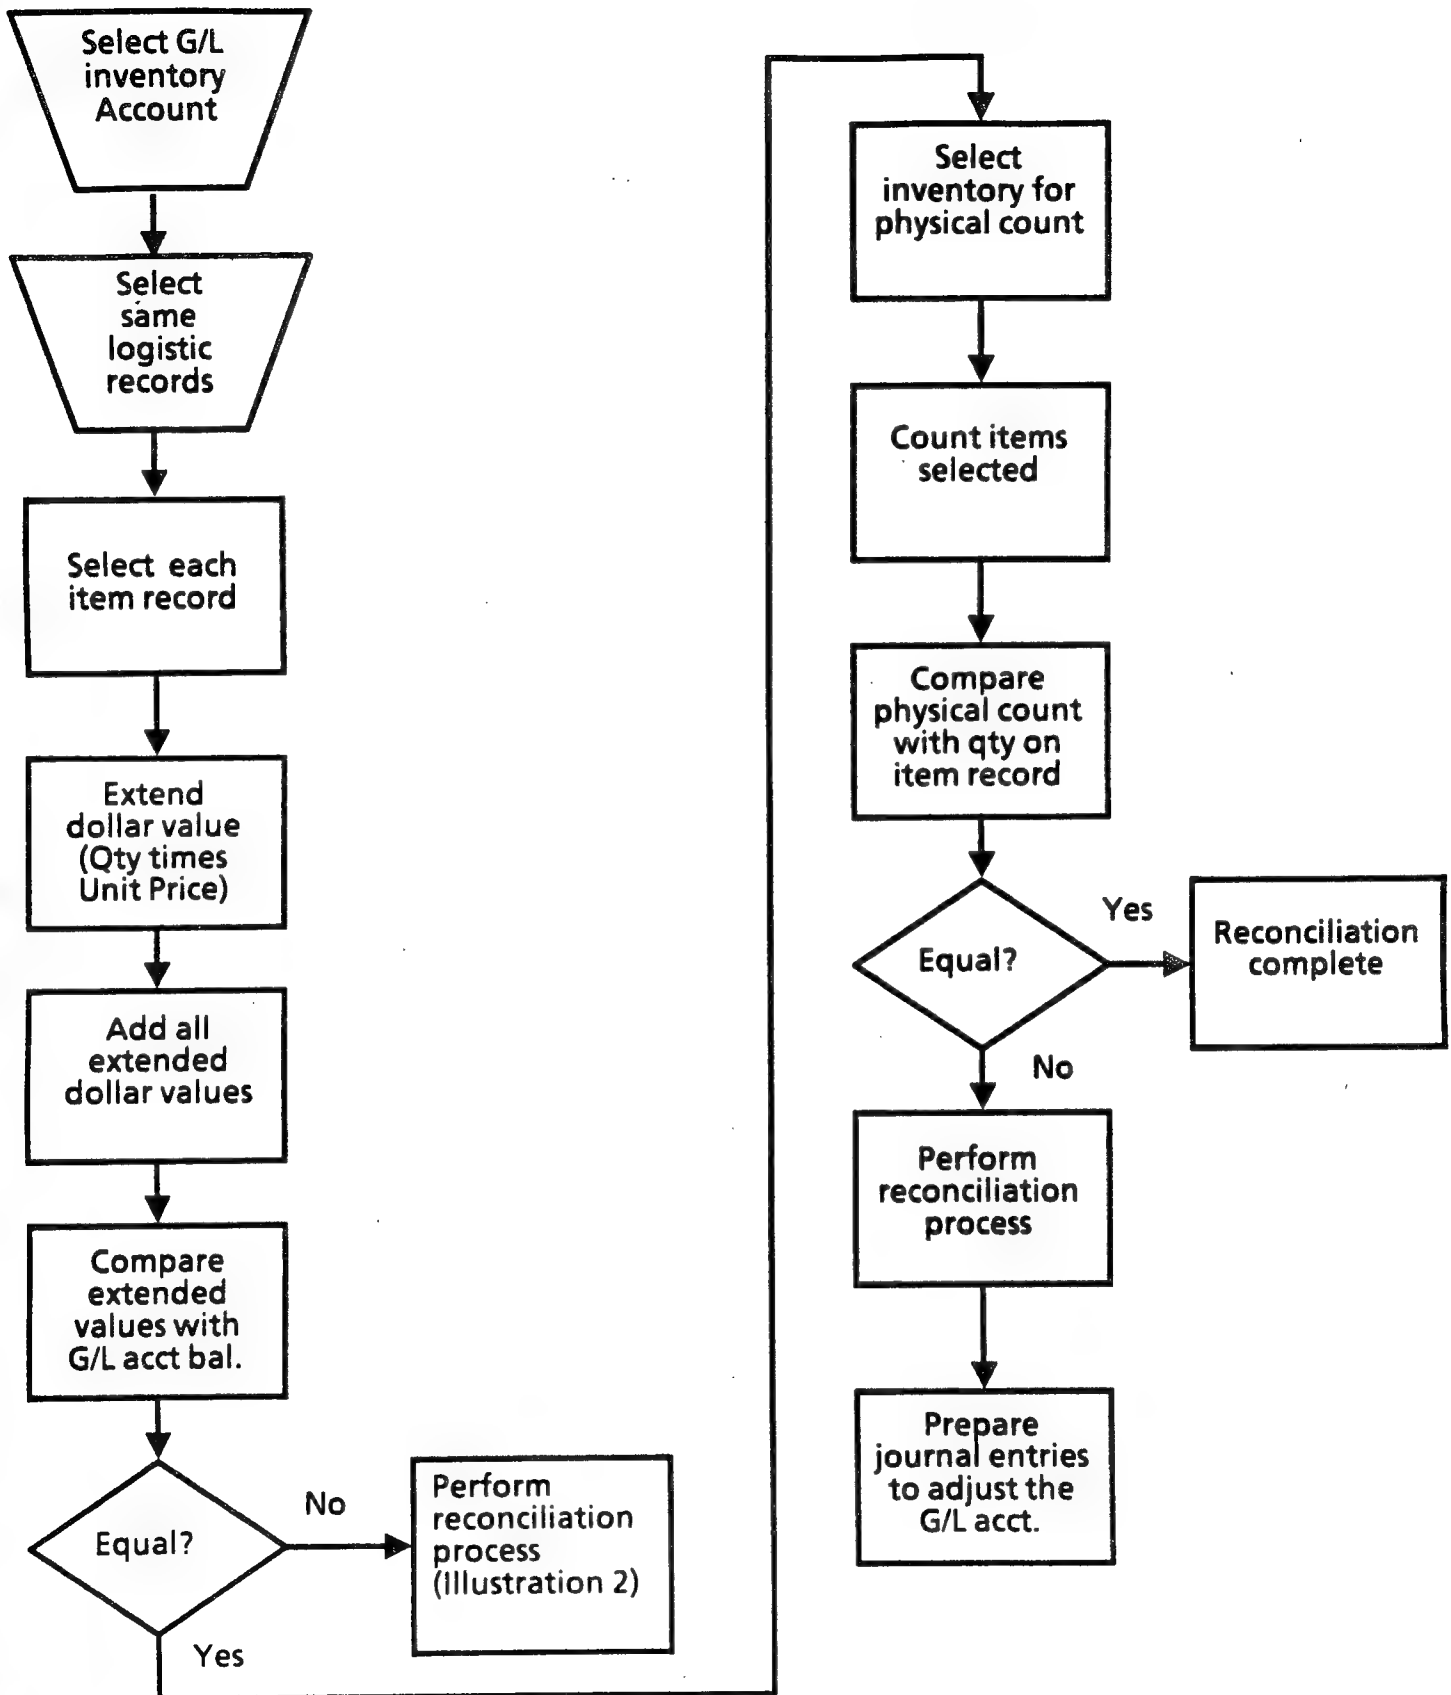 Select G/L
inventory
Account
Select
same
logistic
records
Select each
item record
Extend
dollar value
(Qty times
Unit Price)
Add all
extended
dollar values
Compare
extended
values with
G/L acct bal.
Equal?
No
Perform
reconciliation
process
(Illustration 2)
Yes
Select
inventory for
physical count
Count items
selected
Compare
physical count
with qty on
item record
Equal?
Yes
Reconciliation
complete
No
Perform
reconciliation
process
Prepare
journal entries
to adjust the
G/L acct.